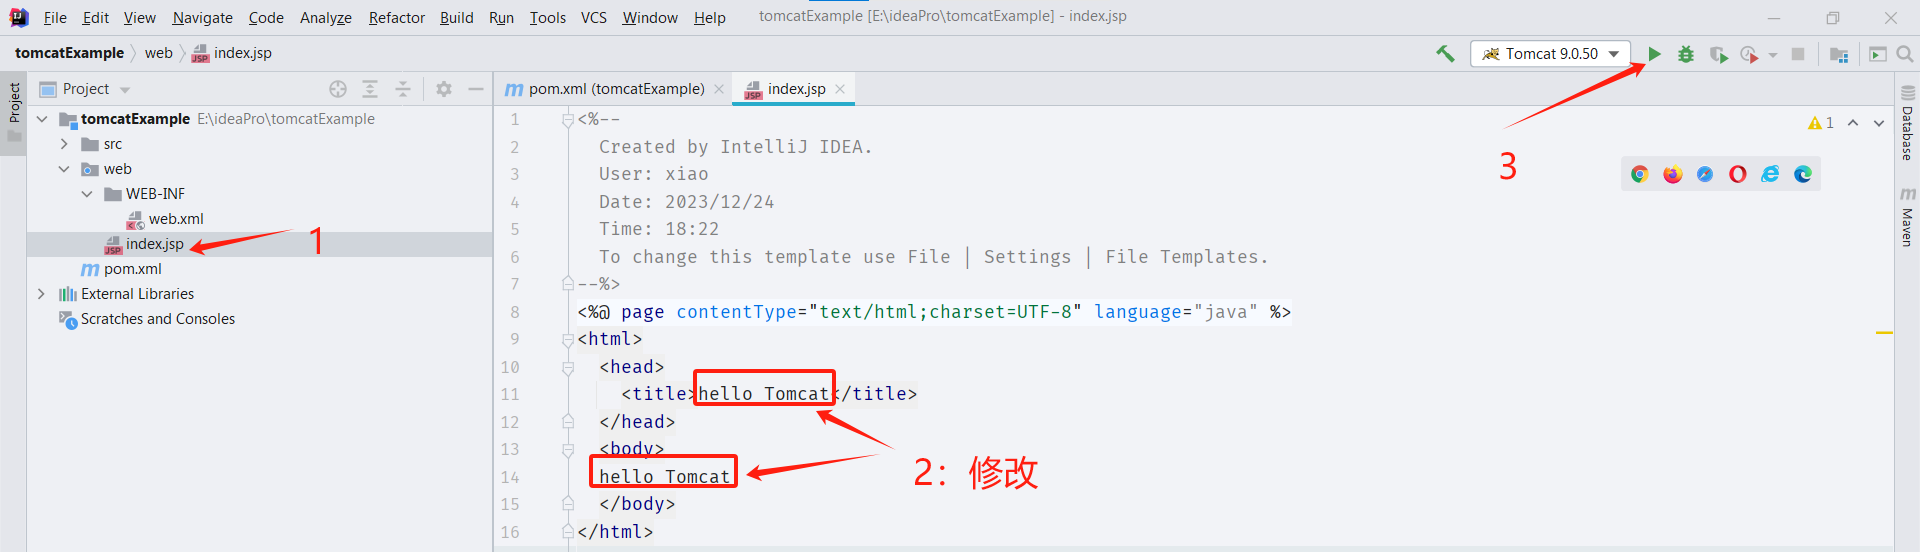 File Edit View Navigate Code Analyze Refactor Build Run Tools VCS Window Help tomcatExample [E:\ideaPro\tomcatExample] - index.jsp
tomcatExample web index.jsp Tomcat 9.0.50
Project
Project
pom.xml (tomcatExample) index.jsp
tomcatExample E:\ideaPro\tomcatExample
src
web
WEB-INF
web.xml
index.jsp
pom.xml
External Libraries
Scratches and Consoles
1
1 <%--
2 Created by IntelliJ IDEA.
3 User: xiao
4 Date: 2023/12/24
5 Time: 18:22
6 To change this template use File | Settings | File Templates.
7 --%>
8 <%@ page contentType="text/html;charset=UTF-8" language="java" %>
9 <html>
10 <head>
11 <title>hello Tomcat</title>
12 </head>
13 <body>
14 hello Tomcat
15 </body>
16 </html>
2：修改
3
1
Database
Maven